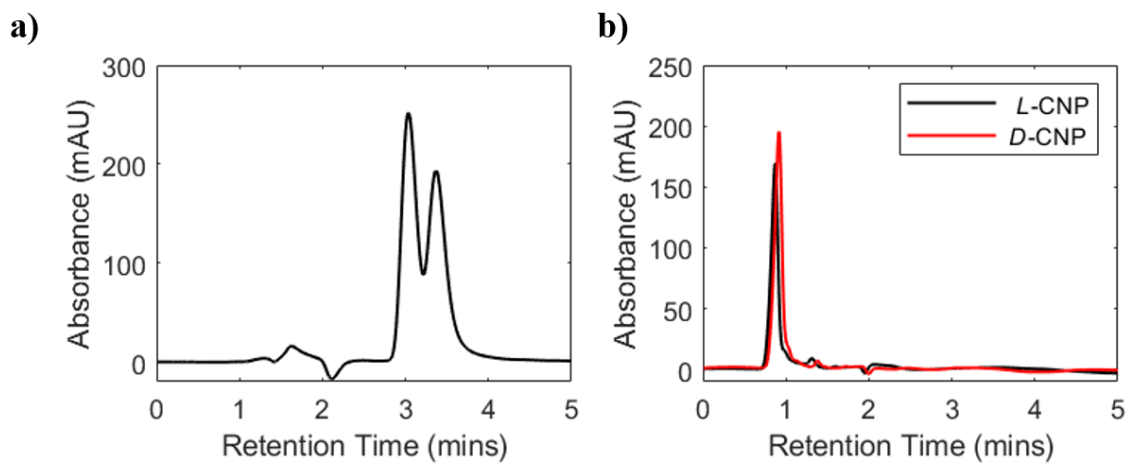 a)
300
200
100
0
Absorbance (mAU)
0 1 2 3 4 5
Retention Time (mins)
b)
250
200
150
100
50
0
Absorbance (mAU)
L-CNP
D-CNP
0 1 2 3 4 5
Retention Time (mins)